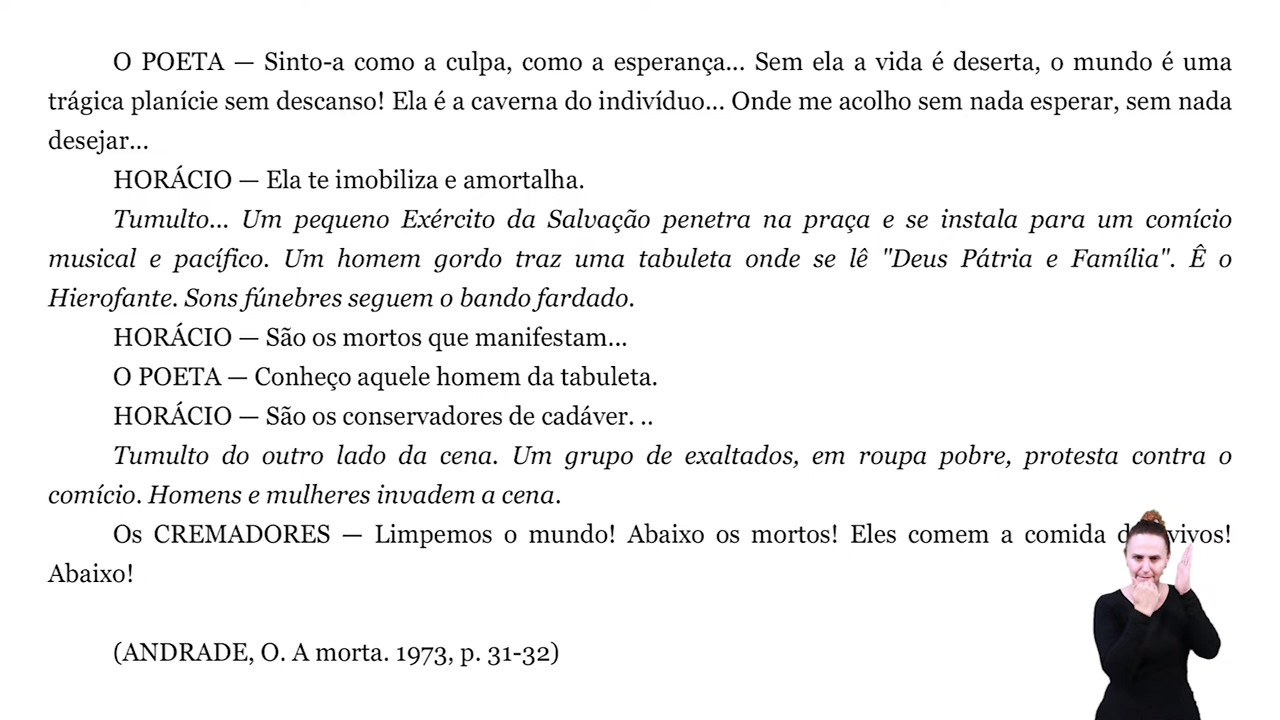 O POETA — Sinto-a como a culpa, como a esperança... Sem ela a vida é deserta, o mundo é uma
trágica planície sem descanso! Ela é a caverna do indivíduo... Onde me acolho sem nada esperar, sem nada
desejar...
HORÁCIO — Ela te imobiliza e amortalha.
Tumulto... Um pequeno Exército da Salvação penetra na praça e se instala para um comício
musical e pacífico. Um homem gordo traz uma tabuleta onde se lê "Deus Pátria e Família". Ê o
Hierofante. Sons fúnebres seguem o bando fardado.
HORÁCIO — São os mortos que manifestam...
O POETA — Conheço aquele homem da tabuleta.
HORÁCIO — São os conservadores de cadáver. ..
Tumulto do outro lado da cena. Um grupo de exaltados, em roupa pobre, protesta contra o
comício. Homens e mulheres invadem a cena.
Os CREMADORES — Limpemos o mundo! Abaixo os mortos! Eles comem a comida vivos!
Abaixo!
(ANDRADE, O. A morta. 1973, p. 31-32)